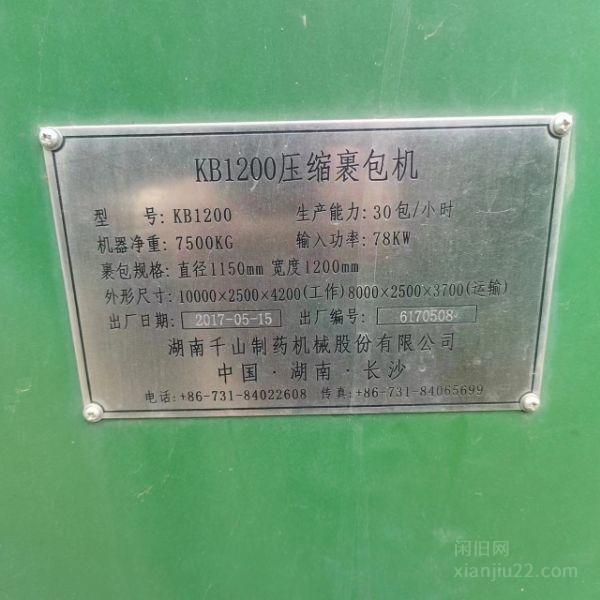 KB1200压缩裹包机
型 号: KB1200 生产能力: 30包/小时
机器净重: 7500KG 输入功率: 78KW
裹包规格: 直径1150mm 宽度1200mm
外形尺寸: 10000×2500×4200(工作) 8000×2500×3700(运输)
出厂日期: 2017-05-15 出厂编号: 6170508
湖南千山制药机械股份有限公司
中国·湖南·长沙
电话: +86-731-84022608 传真: +86-731-84065699
闲旧网
xianjiu22.com